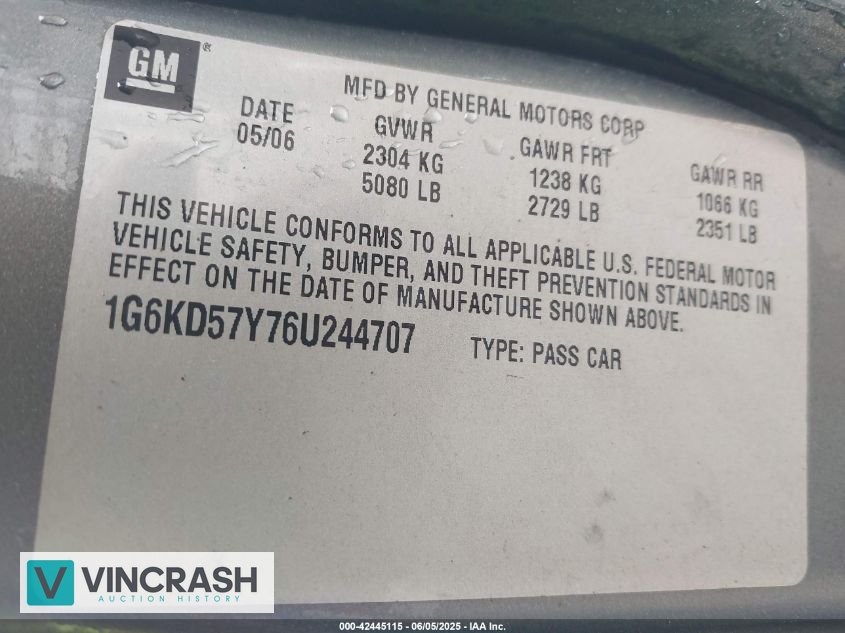 GM®
MFD BY GENERAL MOTORS CORP
DATE GVWR GAWR FRT GAWR RR
05/06 2304 KG 1238 KG 1066 KG
5080 LB 2729 LB 2351 LB
THIS VEHICLE CONFORMS TO ALL APPLICABLE U.S. FEDERAL MOTOR
VEHICLE SAFETY, BUMPER, AND THEFT PREVENTION STANDARDS IN
EFFECT ON THE DATE OF MANUFACTURE SHOWN ABOVE.
1G6KD57Y76U244707 TYPE: PASS CAR
V VINCRASH
AUCTION HISTORY
000-42445115 - 06/05/2025 - IAA Inc.